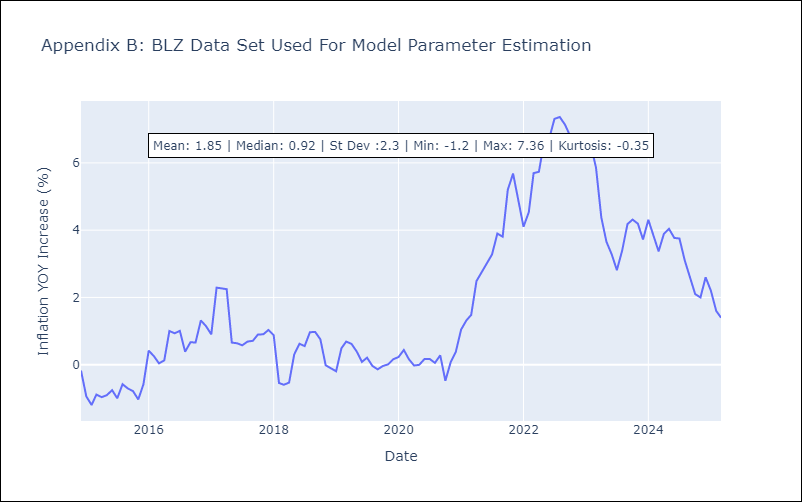 Appendix B: BLZ Data Set Used For Model Parameter Estimation
Mean: 1.85 | Median: 0.92 | St Dev :2.3 | Min: -1.2 | Max: 7.36 | Kurtosis: -0.35
Inflation YOY Increase (%)
6
4
2
0
2016
2018
2020
2022
2024
Date